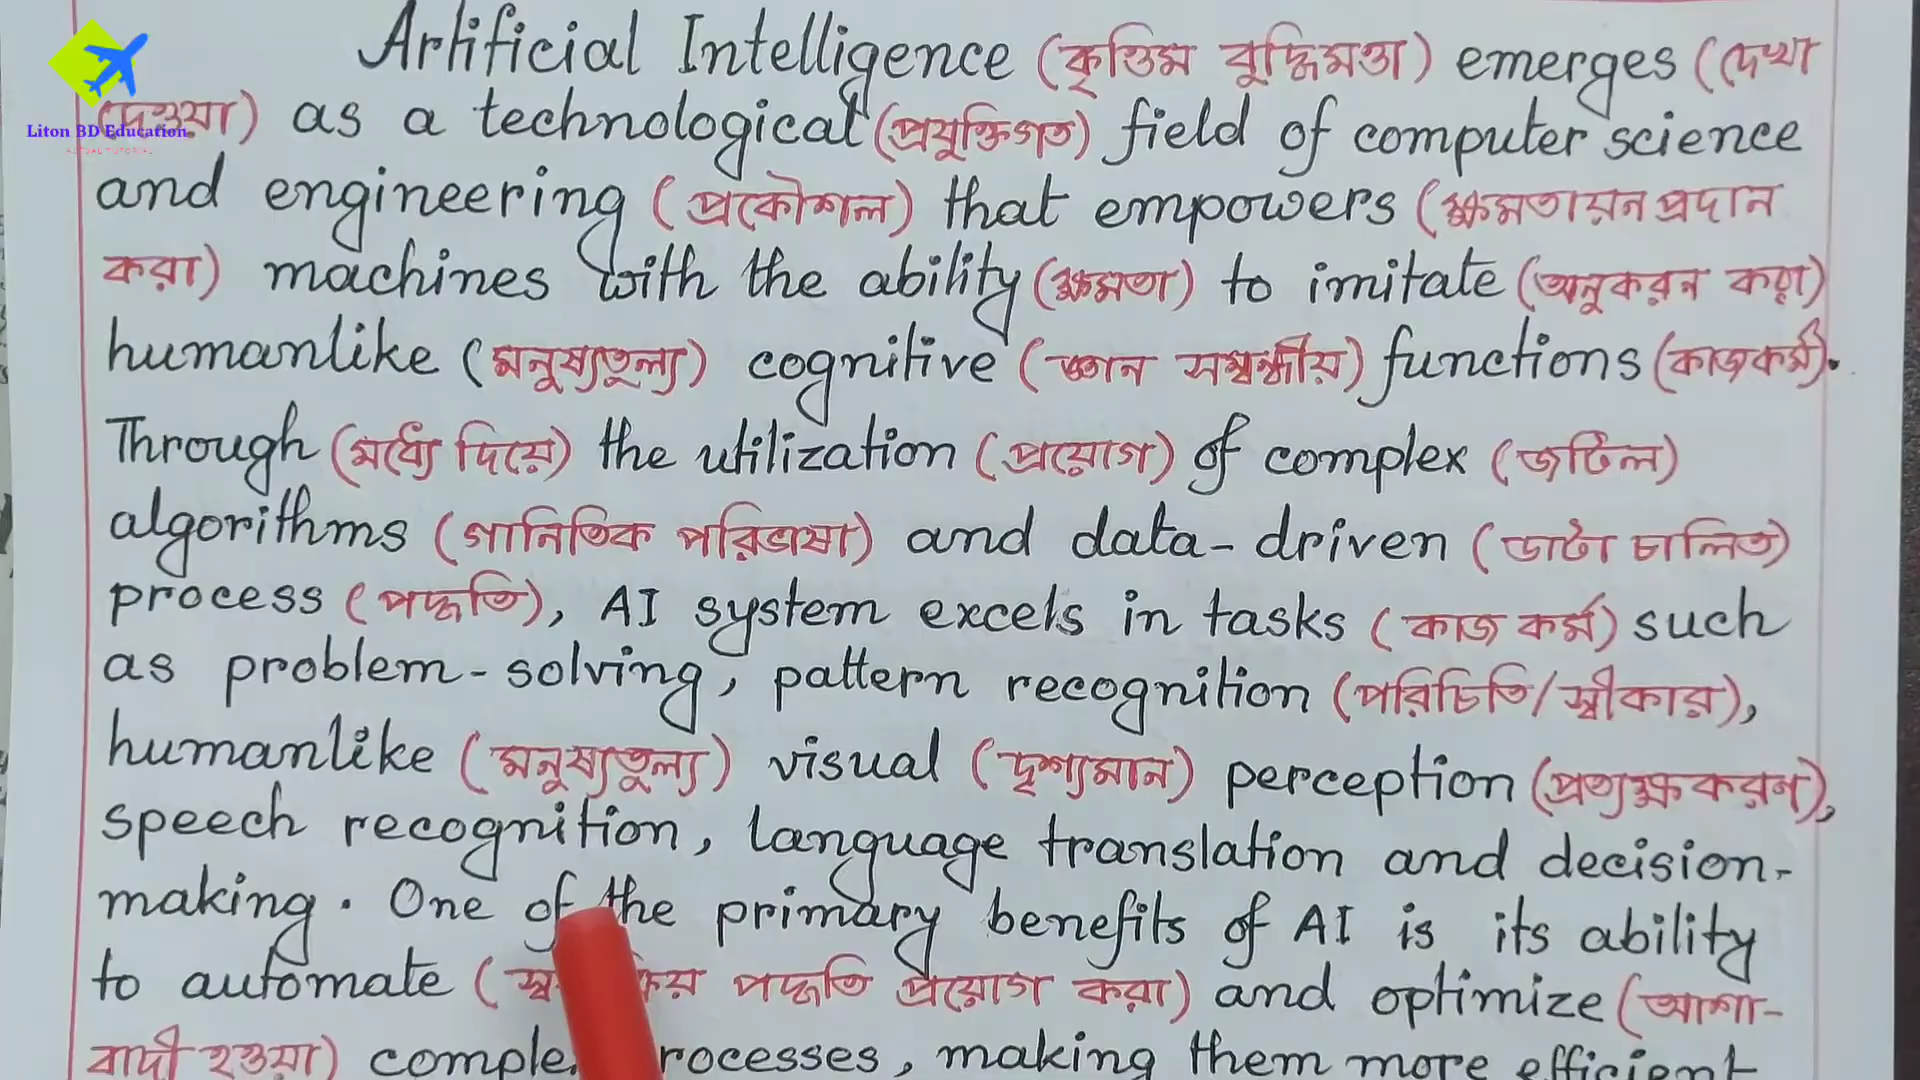 Artificial Intelligence (কৃত্তিম বুদ্ধিমত্তা) emerges (দেখা
দেওয়া) as a technological (প্রযুক্তিগত) field of computer science
Liton BD Education
and engineering (প্রকৌশল) that empowers (ক্ষমতায়ন প্রদান
করা) machines with the ability (ক্ষমতা) to imitate (অনুকরন করা)
humanlike (মনুষ্যতুল্য) cognitive (জ্ঞান সম্বন্ধীয়) functions (কাজকর্ম).
Through (মধ্যে দিয়ে) the utilization (প্রয়োগ) of complex (জটিল)
algorithms (গানিতিক পরিভাষা) and data-driven (ডাটা চালিত)
process (পদ্ধতি), AI system excels in tasks (কাজ কর্ম) such
as problem-solving, pattern recognition (পরিচিতি/স্বীকার),
humanlike (মনুষ্যতুল্য) visual (দৃশ্যমান) perception (প্রত্যক্ষকরণ),
speech recognition, language translation and decision-
making. One of the primary benefits of AI is its ability
to automate ( পদ্ধতি প্রয়োগ করা) and optimize (আশা-
বাদী হওয়া) processes, making them more efficient